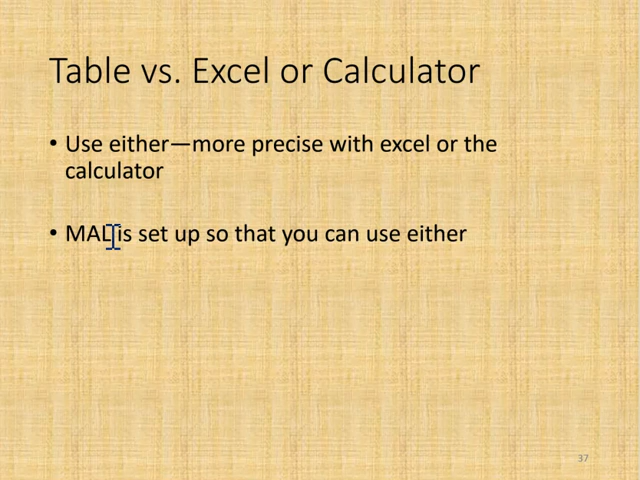 Table vs. Excel or Calculator
• Use either—more precise with excel or the
calculator
• MAL is set up so that you can use either
37